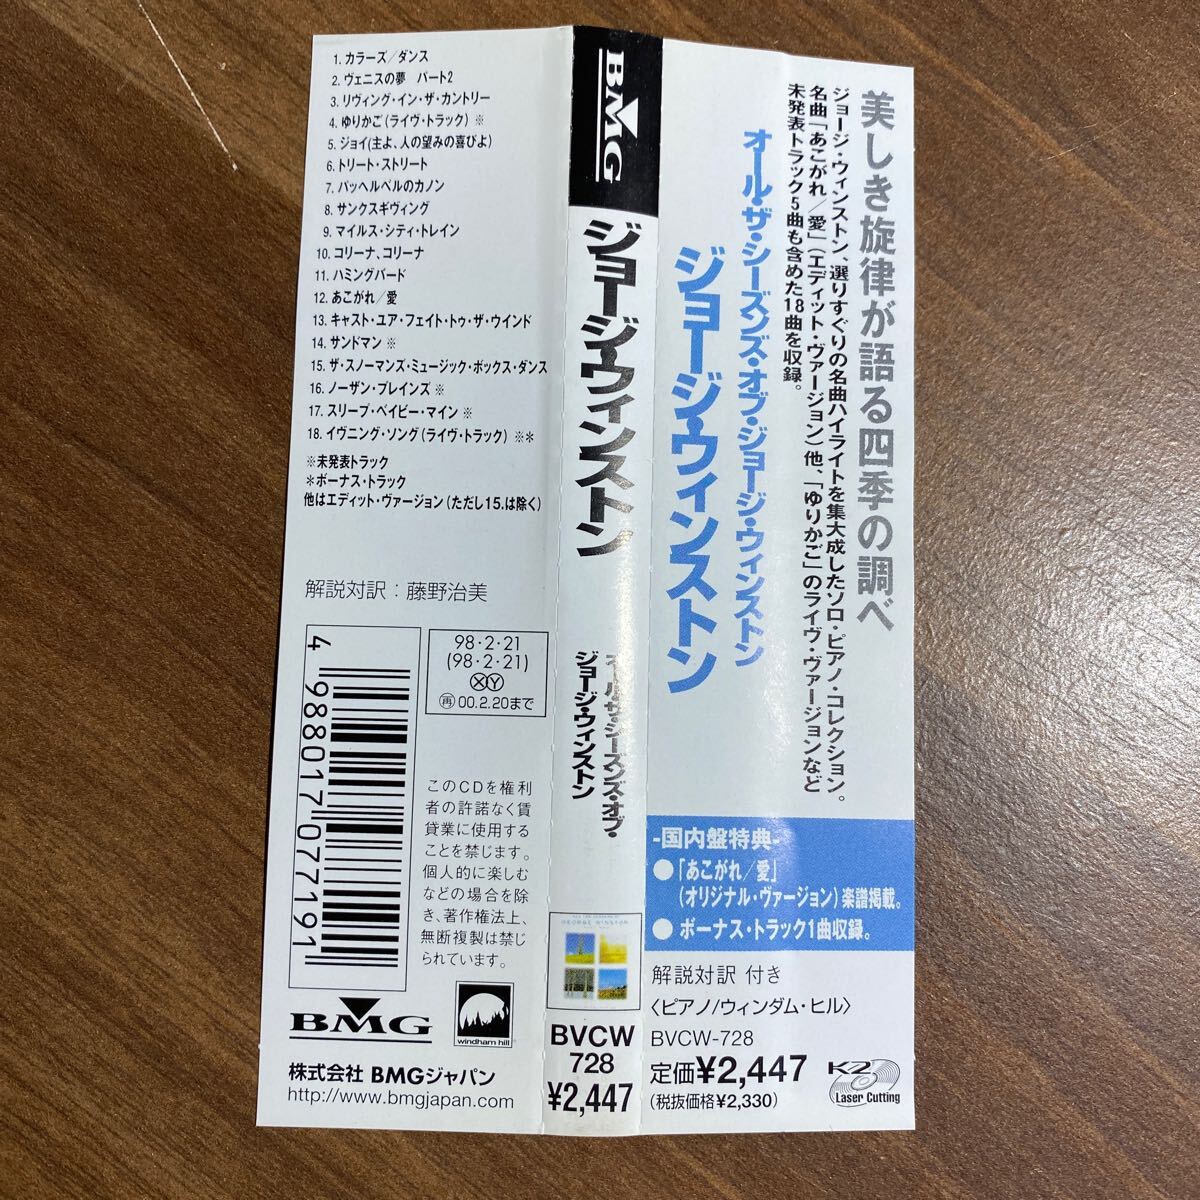 1. カラーズ／ダンス
2. ヴェニスの夢 パート2
3. リヴィング・イン・ザ・カントリー
4. ゆりかご（ライヴ・トラック）※
5. ジョイ（主よ、人の望みの喜びよ）
6. トリート・ストリート
7. パッヘルベルのカノン
8. サンクスギヴィング
9. マイルス・シティ・トレイン
10. コリーナ、コリーナ
11. ハミングバード
12. あこがれ／愛
13. キャスト・ユア・フェイト・トゥ・ザ・ウインド
14. サンドマン ※
15. ザ・スノーマンズ・ミュージック・ボックス・ダンス
16. ノーザン・プレインズ ※
17. スリープ・ベイビー・マイン ※
18. イヴニング・ソング（ライヴ・トラック）※＊
※未発表トラック
＊ボーナス・トラック
他はエディット・ヴァージョン（ただし15.は除く）
解説対訳：藤野治美
4 988017 077191
98・2・21
(98・2・21)
ⓍⓎ
㊢00.2.20まで
このCDを権利
者の許諾なく賃
貸業に使用する
ことを禁じます。
個人的に楽しむ
などの場合を除
き、著作権法上、
無断複製は禁じ
られています。
BMG
windham hill
株式会社 BMGジャパン
http://www.bmgjapan.com
BMG
ジョージ・ウィンストン
オール・ザ・シーズンズ・オブ・
ジョージ・ウィンストン
BVCW
728
¥2,447
美しき旋律が語る四季の調べ
ジョージ・ウィンストン、選りすぐりの名曲ハイライトを集大成したソロ・ピアノ・コレクション。
名曲「あこがれ／愛」（エディット・ヴァージョン）他、「ゆりかご」のライヴ・ヴァージョンなど
未発表トラック5曲も含めた18曲を収録。
オール・ザ・シーズンズ・オブ・ジョージ・ウィンストン
ジョージ・ウィンストン
-国内盤特典-
●「あこがれ／愛」
（オリジナル・ヴァージョン）楽譜掲載。
● ボーナス・トラック1曲収録。
解説対訳 付き
〈ピアノ/ウィンダム・ヒル〉
BVCW-728
定価¥2,447
（税抜価格¥2,330）
K2
Laser Cutting